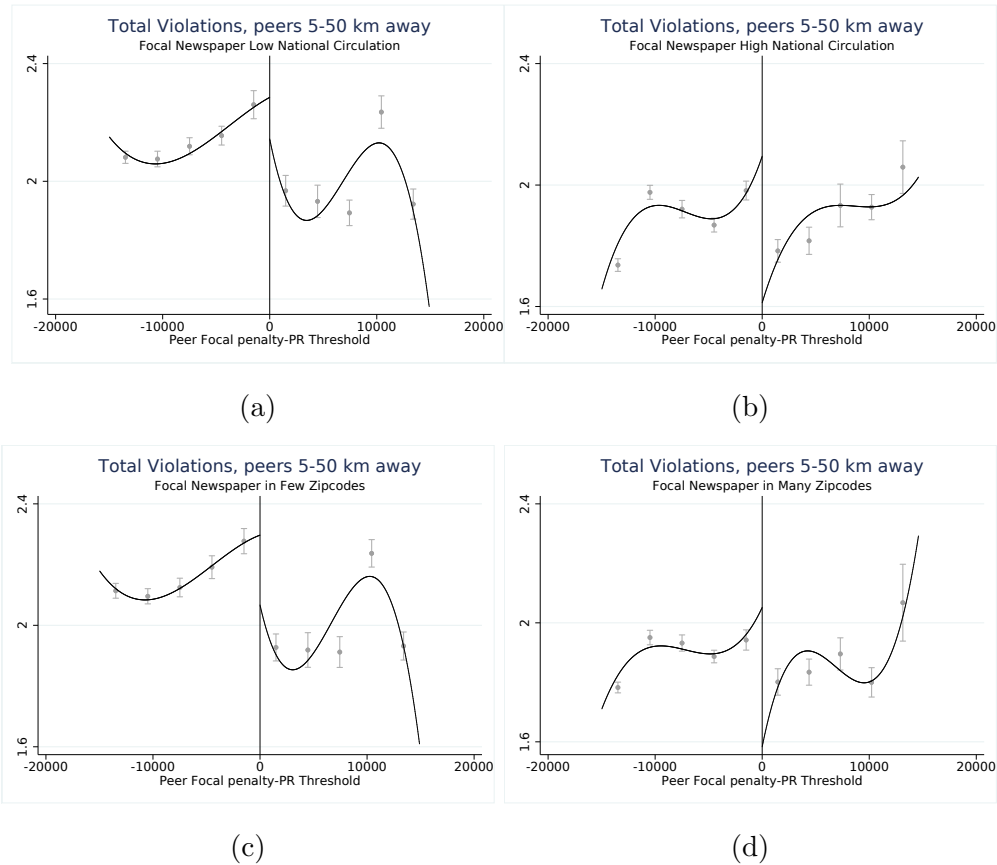 Total Violations, peers 5-50 km away
Focal Newspaper Low National Circulation
2.4
2
1.6
-20000 -10000 0 10000 20000
Peer Focal penalty-PR Threshold
(a)
Total Violations, peers 5-50 km away
Focal Newspaper High National Circulation
2.4
2
1.6
-20000 -10000 0 10000 20000
Peer Focal penalty-PR Threshold
(b)
Total Violations, peers 5-50 km away
Focal Newspaper in Few Zipcodes
2.4
2
1.6
-20000 -10000 0 10000 20000
Peer Focal penalty-PR Threshold
(c)
Total Violations, peers 5-50 km away
Focal Newspaper in Many Zipcodes
2.4
2
1.6
-20000 -10000 0 10000 20000
Peer Focal penalty-PR Threshold
(d)